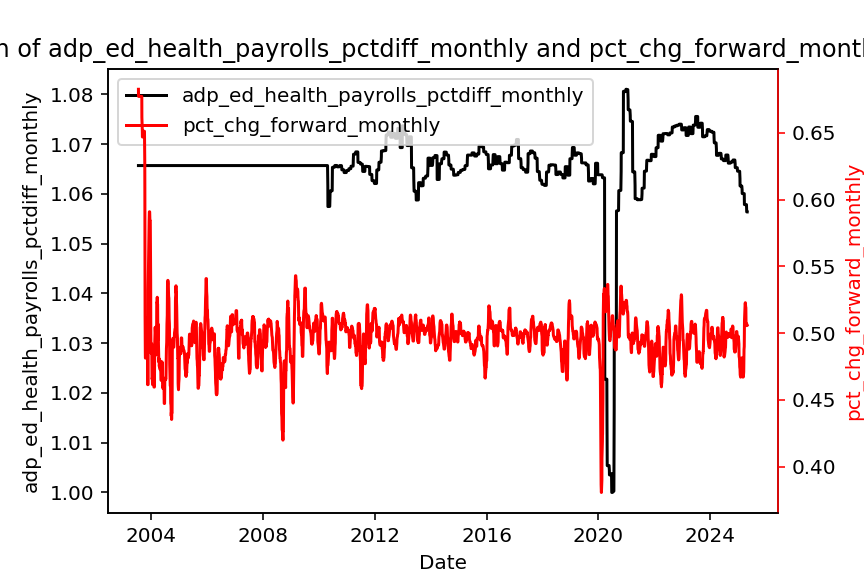 of adp_ed_health_payrolls_pctdiff_monthly and
adp_ed_health_payrolls_pctdiff_monthly
pct_chg_forward_monthly
adp_ed_health_payrolls_pctdiff_monthly
1.08
1.07
1.06
1.05
1.04
1.03
1.02
1.01
1.00
0.65
0.60
0.55
0.50
0.45
0.40
pct_chg_forward_monthly
2004 2008 2012 2016 2020 2024
Date